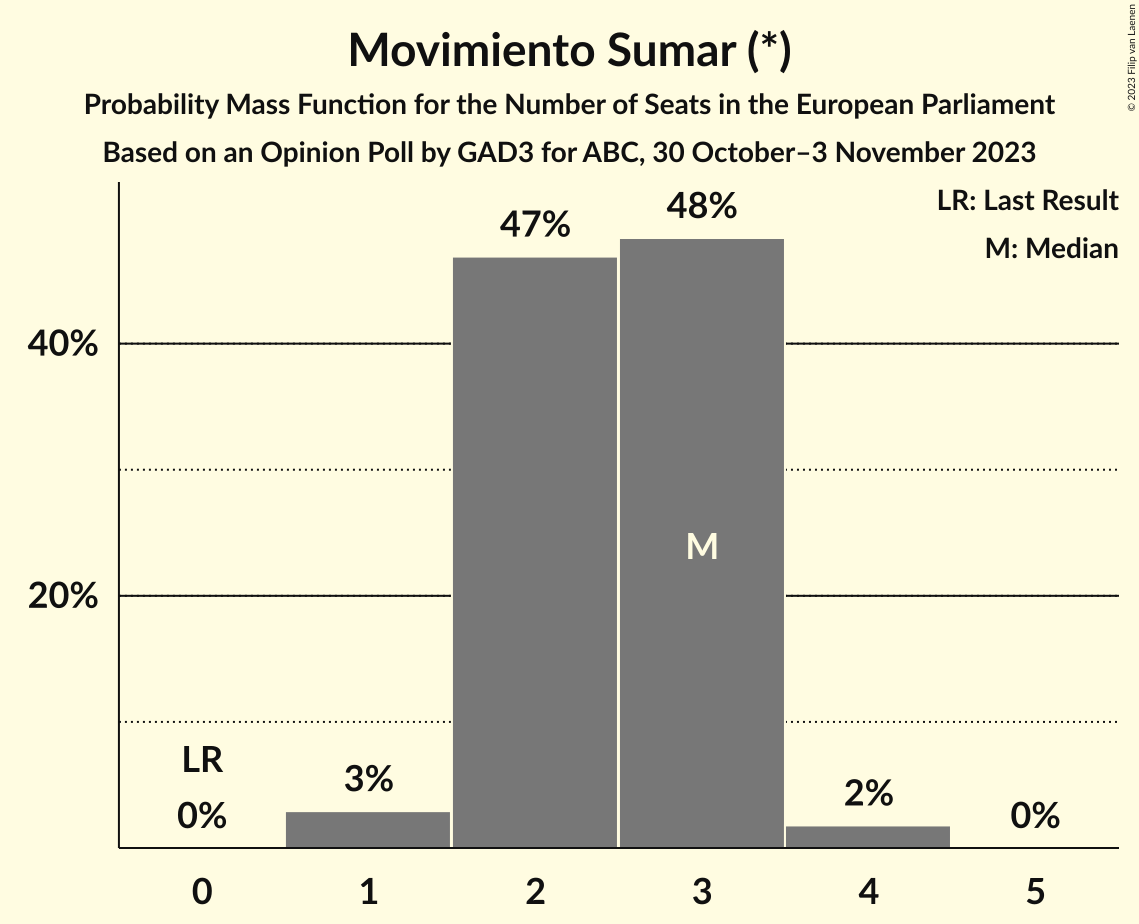 Movimiento Sumar (*)
Probability Mass Function for the Number of Seats in the European Parliament
Based on an Opinion Poll by GAD3 for ABC, 30 October–3 November 2023
© 2023 Filip van Laenen
LR: Last Result
M: Median
47%
48%
40%
M
20%
LR
0%
3%
2%
0%
0
1
2
3
4
5